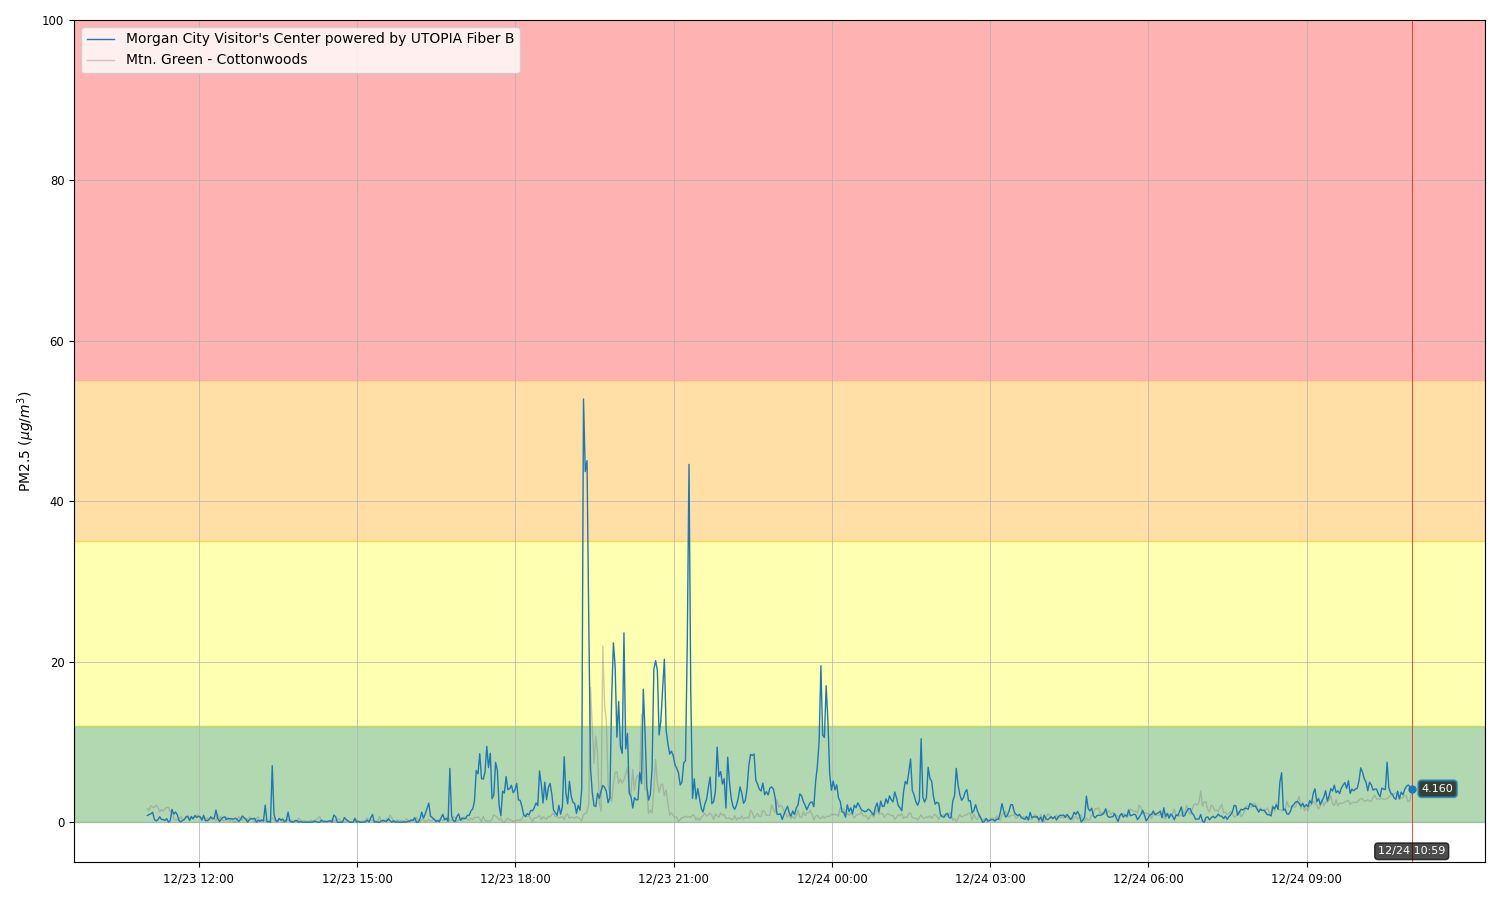 100
Morgan City Visitor's Center powered by UTOPIA Fiber B
Mtn. Green - Cottonwoods
80
60
PM2.5 (μg/m³)
40
20
4.160
0
12/24 10:59
12/23 12:00 12/23 15:00 12/23 18:00 12/23 21:00 12/24 00:00 12/24 03:00 12/24 06:00 12/24 09:00